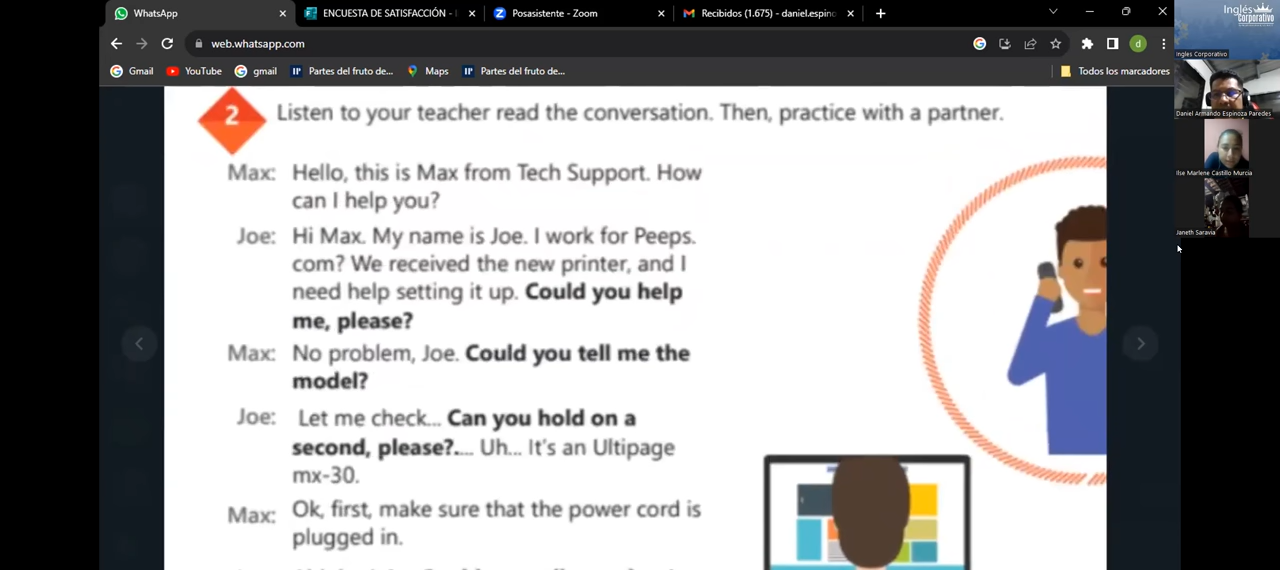 WhatsApp
ENCUESTA DE SATISFACCIÓN -
Posasistente - Zoom
Recibidos (1.675) - daniel.espino
Inglés
Corporativo
web.whatsapp.com
Gmail
YouTube
gmail
Partes del fruto de...
Maps
Partes del fruto de...
Todos los marcadores
Ingles Corporativo
Daniel Armando Espinoza Paredes
Ilse Marlene Castillo Murcia
Janeth Saravia
2
Listen to your teacher read the conversation. Then, practice with a partner.
Max: Hello, this is Max from Tech Support. How
can I help you?
Joe: Hi Max. My name is Joe. I work for Peeps.
com? We received the new printer, and I
need help setting it up. Could you help
me, please?
Max: No problem, Joe. Could you tell me the
model?
Joe: Let me check... Can you hold on a
second, please?.... Uh... It's an Ultipage
mx-30.
Max: Ok, first, make sure that the power cord is
plugged in.